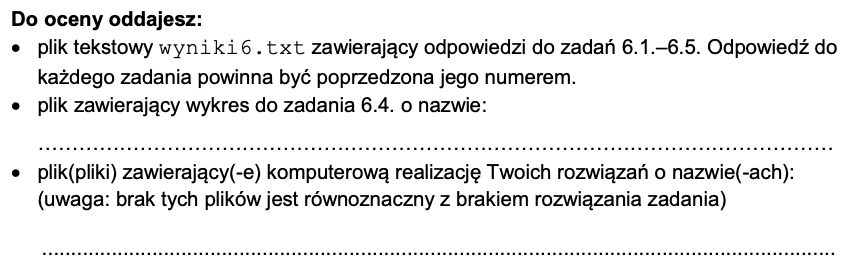 Do oceny oddajesz:
• plik tekstowy wyniki6.txt zawierający odpowiedzi do zadań 6.1.–6.5. Odpowiedź do
każdego zadania powinna być poprzedzona jego numerem.
• plik zawierający wykres do zadania 6.4. o nazwie:
....................................................................................................................
• plik(pliki) zawierający(-e) komputerową realizację Twoich rozwiązań o nazwie(-ach):
(uwaga: brak tych plików jest równoznaczny z brakiem rozwiązania zadania)
....................................................................................................................